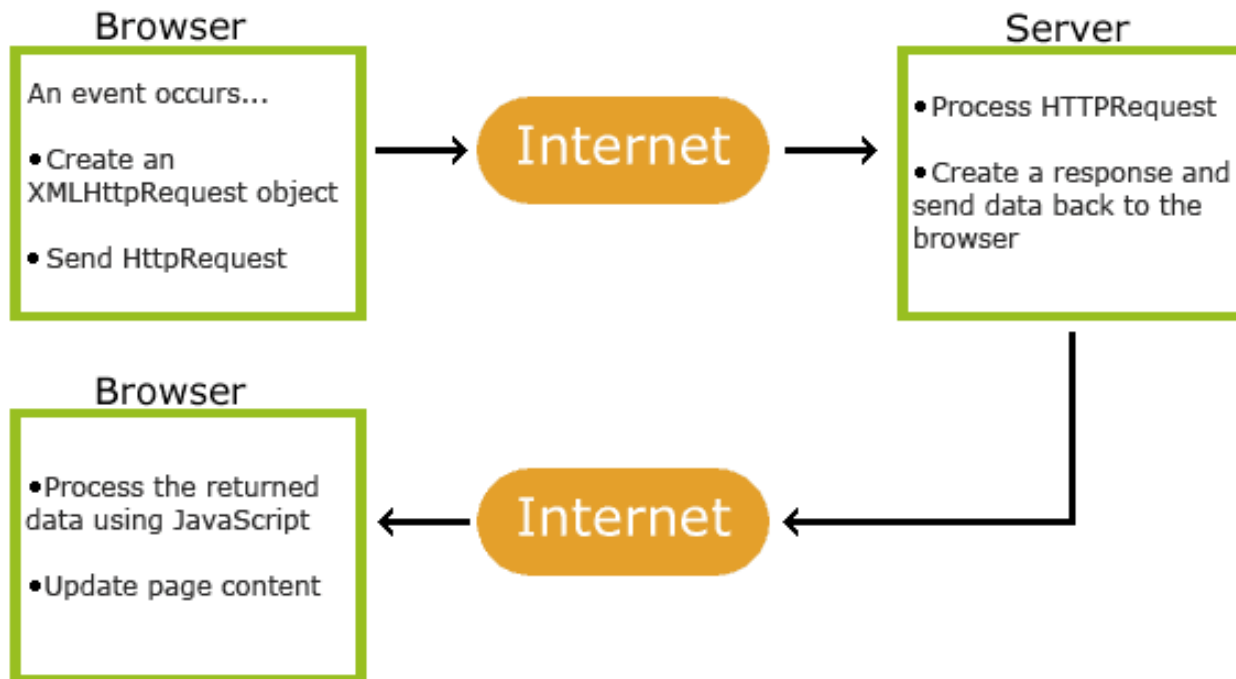 Browser
An event occurs...
•Create an
XMLHttpRequest object
• Send HttpRequest
Internet
Server
•Process HTTPRequest
•Create a response and
send data back to the
browser
Browser
•Process the returned
data using JavaScript
•Update page content
Internet